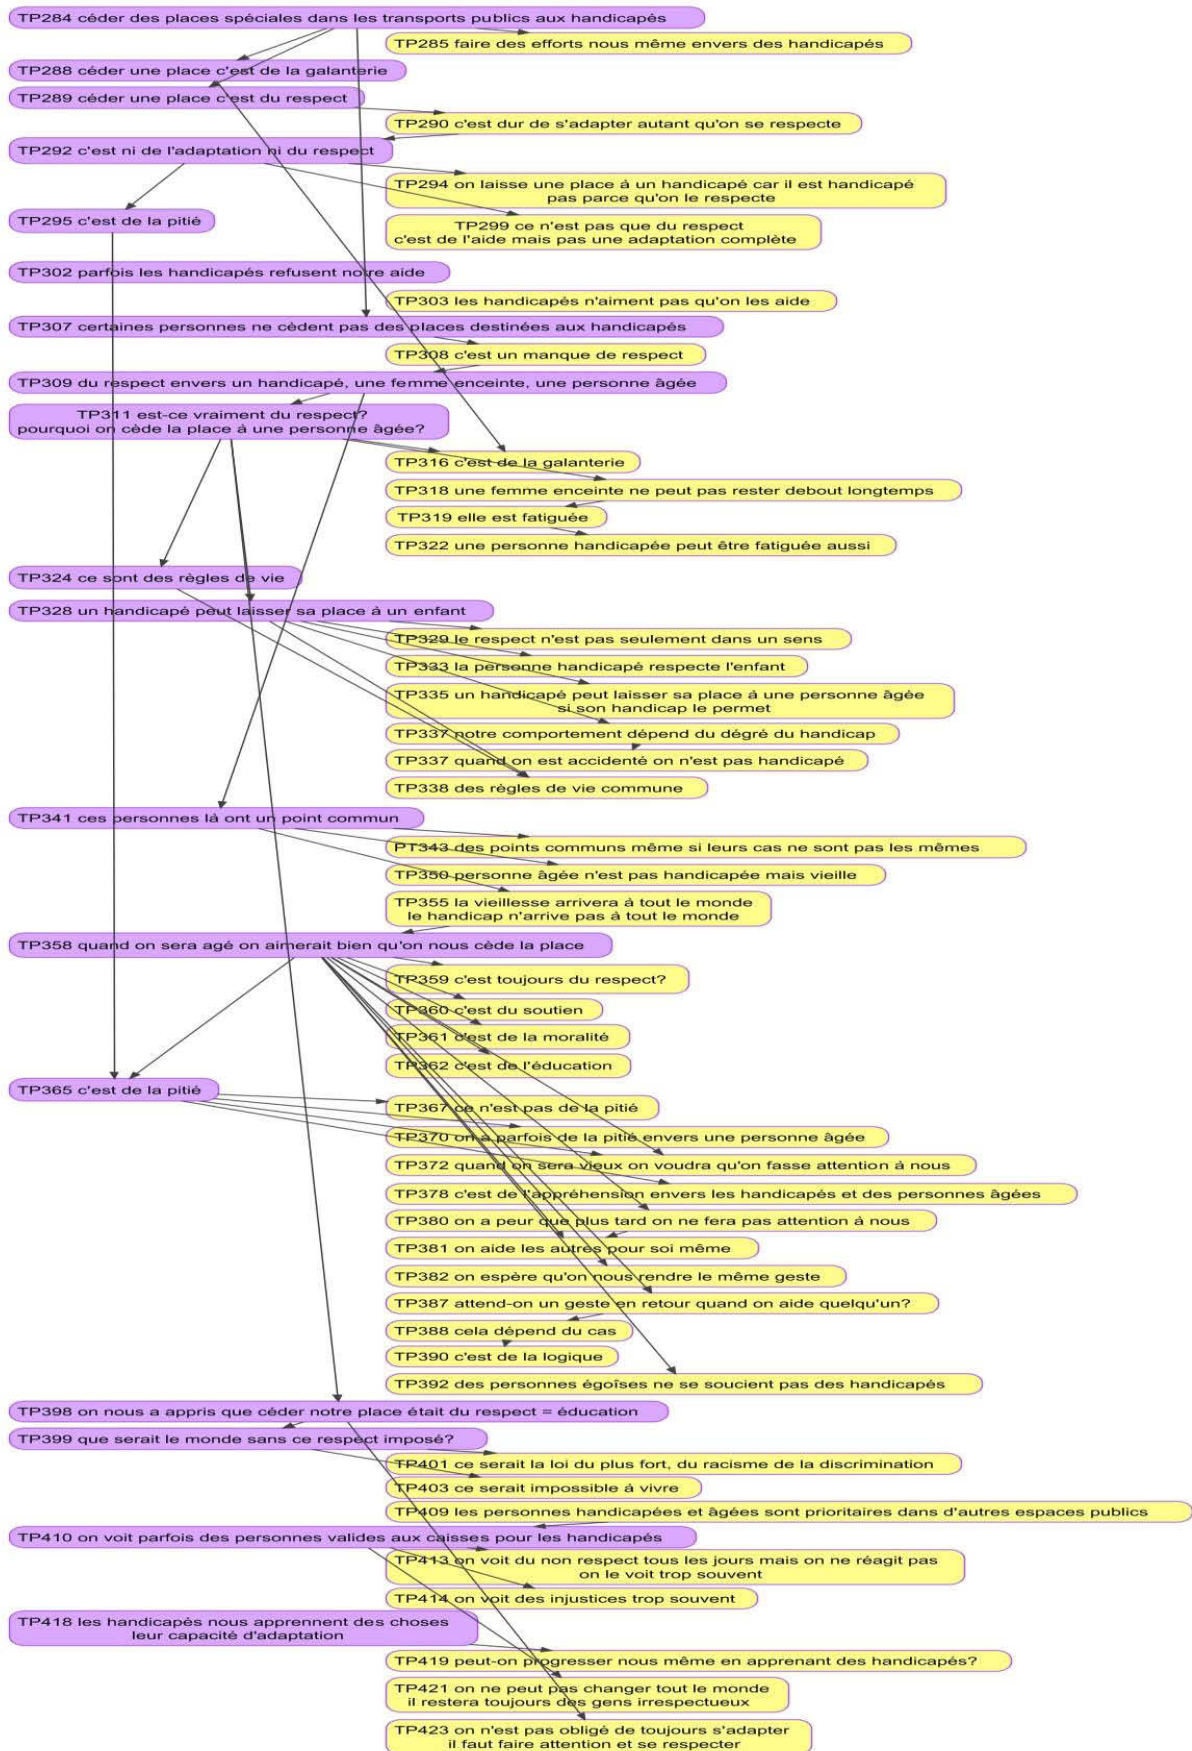 TP284 céder des places spéciales dans les transports publics aux handicapés
TP285 faire des efforts nous même envers des handicapés
TP288 céder une place c'est de la galanterie
TP289 céder une place c'est du respect
TP290 c'est dur de s'adapter autant qu'on se respecte
TP292 c'est ni de l'adaptation ni du respect
TP294 on laisse une place à un handicapé car il est handicapé
pas parce qu'on le respecte
TP295 c'est de la pitié
TP299 ce n'est pas que du respect
c'est de l'aide mais pas une adaptation complète
TP302 parfois les handicapés refusent notre aide
TP303 les handicapés n'aiment pas qu'on les aide
TP307 certaines personnes ne cèdent pas des places destinées aux handicapés
TP308 c'est un manque de respect
TP309 du respect envers un handicapé, une femme enceinte, une personne âgée
TP311 est-ce vraiment du respect?
pourquoi on cède la place à une personne âgée?
TP316 c'est de la galanterie
TP318 une femme enceinte ne peut pas rester debout longtemps
TP319 elle est fatiguée
TP322 une personne handicapée peut être fatiguée aussi
TP324 ce sont des règles de vie
TP328 un handicapé peut laisser sa place à un enfant
TP329 le respect n'est pas seulement dans un sens
TP333 la personne handicapé respecte l'enfant
TP335 un handicapé peut laisser sa place à une personne âgée
si son handicap le permet
TP337 notre comportement dépend du dégré du handicap
TP337 quand on est accidenté on n'est pas handicapé
TP338 des règles de vie commune
TP341 ces personnes là ont un point commun
PT343 des points communs même si leurs cas ne sont pas les mêmes
TP350 personne âgée n'est pas handicapée mais vieille
TP355 la vieillesse arrivera à tout le monde
le handicap n'arrive pas à tout le monde
TP358 quand on sera agé on aimerait bien qu'on nous cède la place
TP359 c'est toujours du respect?
TP360 c'est du soutien
TP361 c'est de la moralité
TP362 c'est de l'éducation
TP365 c'est de la pitié
TP367 ce n'est pas de la pitié
TP370 on a parfois de la pitié envers une personne âgée
TP372 quand on sera vieux on voudra qu'on fasse attention à nous
TP378 c'est de l'appréhension envers les handicapés et des personnes âgées
TP380 on a peur que plus tard on ne fera pas attention à nous
TP381 on aide les autres pour soi même
TP382 on espère qu'on nous rendre le même geste
TP387 attend-on un geste en retour quand on aide quelqu'un?
TP388 cela dépend du cas
TP390 c'est de la logique
TP392 des personnes égoîses ne se soucient pas des handicapés
TP398 on nous a appris que céder notre place était du respect = éducation
TP399 que serait le monde sans ce respect imposé?
TP401 ce serait la loi du plus fort, du racisme de la discrimination
TP403 ce serait impossible à vivre
TP409 les personnes handicapées et âgées sont prioritaires dans d'autres espaces publics
TP410 on voit parfois des personnes valides aux caisses pour les handicapés
TP413 on voit du non respect tous les jours mais on ne réagit pas
on le voit trop souvent
TP414 on voit des injustices trop souvent
TP418 les handicapés nous apprennent des choses
leur capacité d'adaptation
TP419 peut-on progresser nous même en apprenant des handicapés?
TP421 on ne peut pas changer tout le monde
il restera toujours des gens irrespectueux
TP423 on n'est pas obligé de toujours s'adapter
il faut faire attention et se respecter